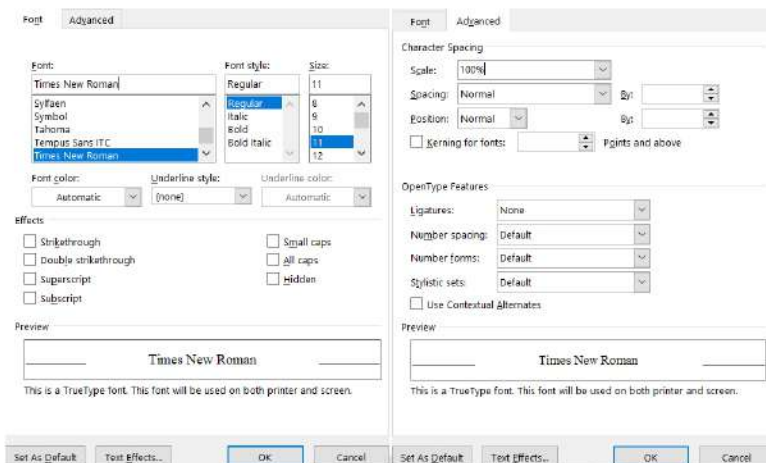 Font Advanced
Font: Font style: Size:
Times New Roman Regular 11
Sylfaen Regular 8
Symbol Italic 9
Tahoma Bold 10
Tempus Sans ITC Bold Italic 11
Times New Roman 12
Font color: Underline style: Underline color:
Automatic (none) Automatic
Effects
Strikethrough Small caps
Double strikethrough All caps
Superscript Hidden
Subscript
Preview
Times New Roman
This is a TrueType font. This font will be used on both printer and screen.
Set As Default Text Effects... OK Cancel
Font Advanced
Character Spacing
Scale: 100%
Spacing: Normal By:
Position: Normal By:
Kerning for fonts: Points and above
OpenType Features
Ligatures: None
Number spacing: Default
Number forms: Default
Stylistic sets: Default
Use Contextual Alternates
Preview
Times New Roman
This is a TrueType font. This font will be used on both printer and screen.
Set As Default Text Effects... OK Cancel